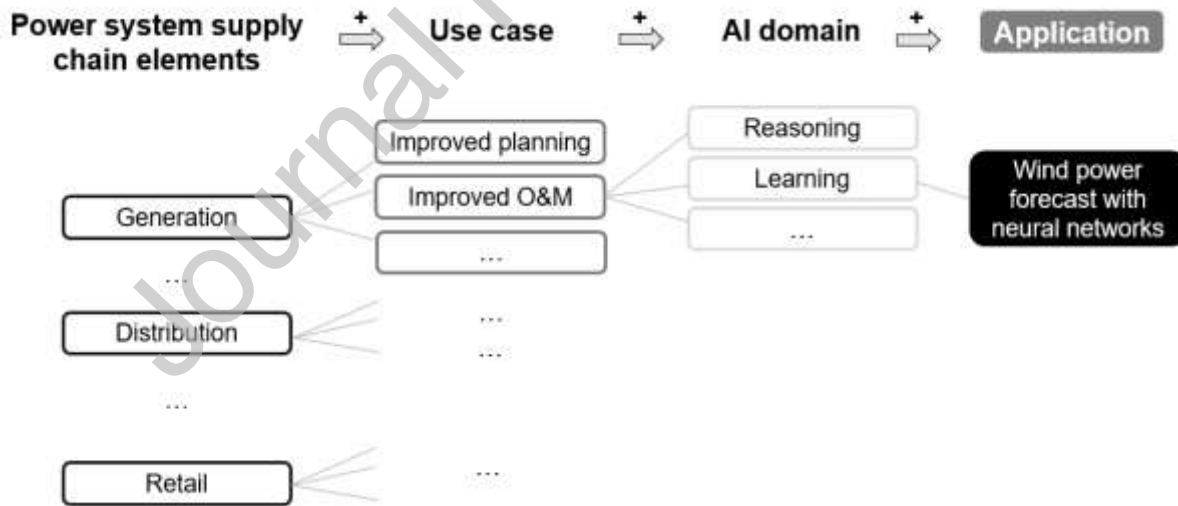 Power system supply
chain elements
+
Use case
+
AI domain
+
Application
Improved planning
Improved O&M
...
Reasoning
Learning
...
Wind power
forecast with
neural networks
Generation
...
Distribution
...
...
...
Retail
...
Journal